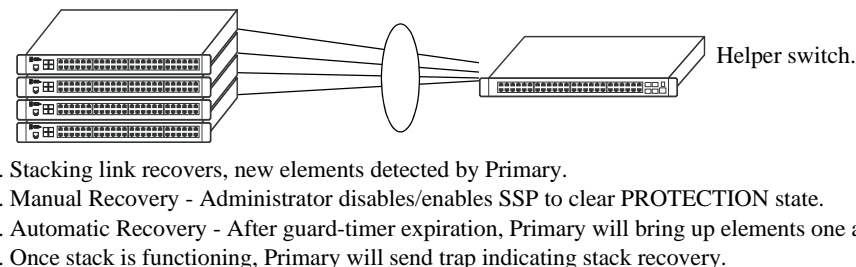 Helper switch.
. Stacking link recovers, new elements detected by Primary.
. Manual Recovery - Administrator disables/enables SSP to clear PROTECTION state.
. Automatic Recovery - After guard-timer expiration, Primary will bring up elements one a
. Once stack is functioning, Primary will send trap indicating stack recovery.